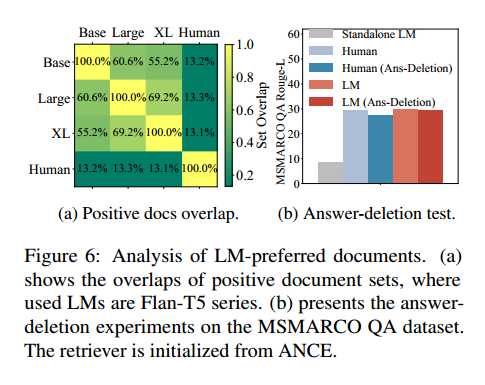 Base Large XL Human
Base 100.0% 60.6% 55.2% 13.2%
Large 60.6% 100.0% 69.2% 13.3%
XL 55.2% 69.2% 100.0% 13.1%
Human 13.2% 13.3% 13.1% 100.0%
1.0
0.8
0.6
0.4
0.2
Set Overlap
(a) Positive docs overlap.
MSMARCO QA Rouge-L
60
50
40
30
20
10
0
Standalone LM
Human
Human (Ans-Deletion)
LM
LM (Ans-Deletion)
(b) Answer-deletion test.
Figure 6: Analysis of LM-preferred documents. (a)
shows the overlaps of positive document sets, where
used LMs are Flan-T5 series. (b) presents the answer-
deletion experiments on the MSMARCO QA dataset.
The retriever is initialized from ANCE.